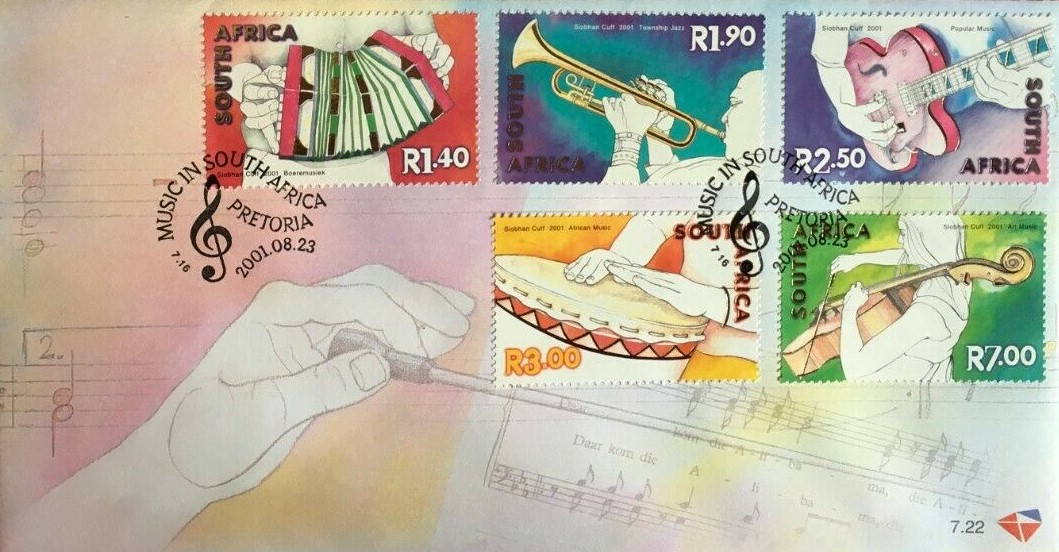 SOUTH AFRICA
R1.40
Siobhan Cuff 2001 Boeremusiek
Siobhan Cuff 2001 Township Jazz
R1.90
SOUTH AFRICA
Siobhan Cuff 2001 Popular Music
R2.50
SOUTH AFRICA
MUSIC IN SOUTH AFRICA
PRETORIA
2001.08.23
7.16
MUSIC IN SOUTH AFRICA
PRETORIA
2001.08.23
7.16
Siobhan Cuff 2001 African Music
SOUTH AFRICA
R3.00
SOUTH AFRICA
Siobhan Cuff 2001 Art Music
R7.00
2.
Daar kom die A - li - ba
ma, die A - li -
Daar kom die A - li - ba - ma, die
7.22